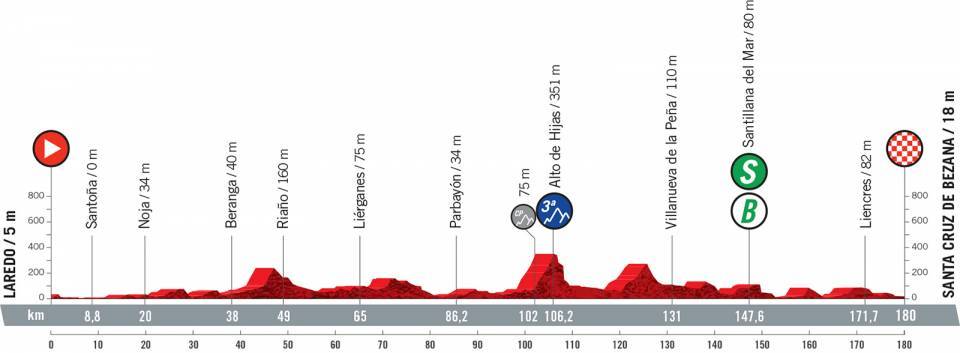 LAREDO / 5 m
Santoña / 0 m
Noja / 34 m
Beranga / 40 m
Riaño / 160 m
Liérganes / 75 m
Parbayón / 34 m
75 m
CP
Alto de Hijas / 351 m
3ª
Villanueva de la Peña / 110 m
Santillana del Mar / 80 m
S
B
Liencres / 82 m
SANTA CRUZ DE BEZANA / 18 m
800
600
400
200
0
800
600
400
200
0
km 8,8 20 38 49 65 86,2 102 106,2 131 147,6 171,7 180
0 10 20 30 40 50 60 70 80 90 100 110 120 130 140 150 160 170 180